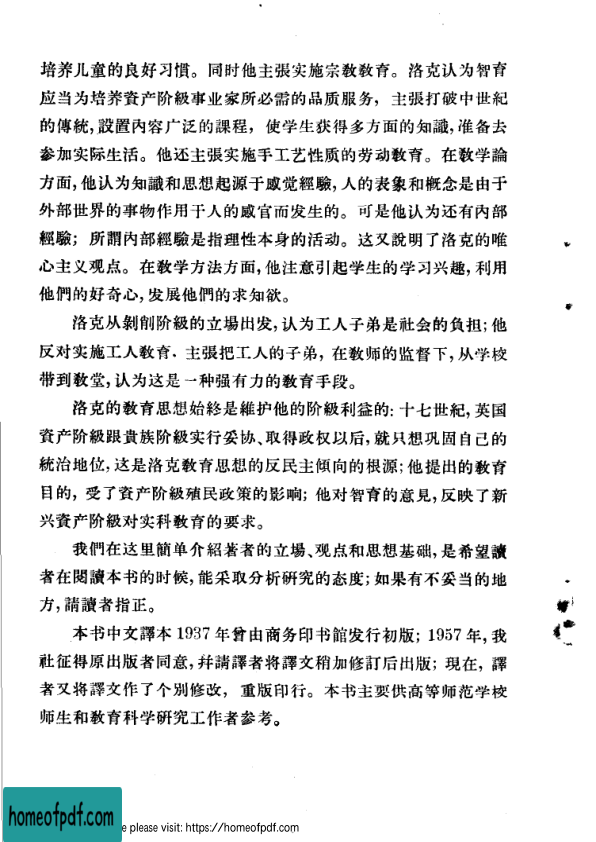 培养儿童的良好习慣。同时他主張实施宗敎敎育。洛克认为智育
应当为培养資产阶級事业家所必需的品质服务，主張打破中世紀
的傳統,設置內容广泛的課程，使学生获得多方面的知識,准备去
参加实际生活。他还主張实施手工艺性质的劳动敎育。在敎学論
方面,他认为知識和思想起源于感觉經驗,人的表象和槪念是由于
外部世界的事物作用于人的感官而发生的。可是他认为还有內部
經驗；所謂內部經驗是指理性本身的活动。这又說明了洛克的唯
心主义观点。在敎学方法方面,他注意引起学生的学习兴趣,利用
他們的好奇心,发展他們的求知欲。
洛克从剝削阶級的立場出发,认为工人子弟是社会的負担;他
反对实施工人敎育、主張把工人的子弟，在敎师的监督下,从学校
带到敎堂,认为这是一种强有力的敎育手段。
洛克的敎育思想始終是維护他的阶級利益的:十七世紀,英国
資产阶級跟貴族阶級实行妥协、取得政权以后,就只想巩固自己的
統治地位,这是洛克敎育思想的反民主傾向的根源;他提出的敎育
目的，受了資产阶級殖民政策的影响；他对智育的意見,反映了新
兴資产阶級对实科敎育的要求。
我們在这里簡单介紹著者的立場、观点和思想基础,是希望讀
者在閱讀本书的时候,能采取分析研究的态度;如果有不妥当的地
方,請讀者指正。
本书中文譯本1937年曾由商务印书館发行初版；1957年,我
社征得原出版者同意,幷請譯者将譯文稍加修訂后出版；現在，譯
者又将譯文作了个別修改，重版印行。本书主要供高等师范学校
师生和敎育科学研究工作者参考。
homeofpdf.com
e please visit: https://homeofpdf.com